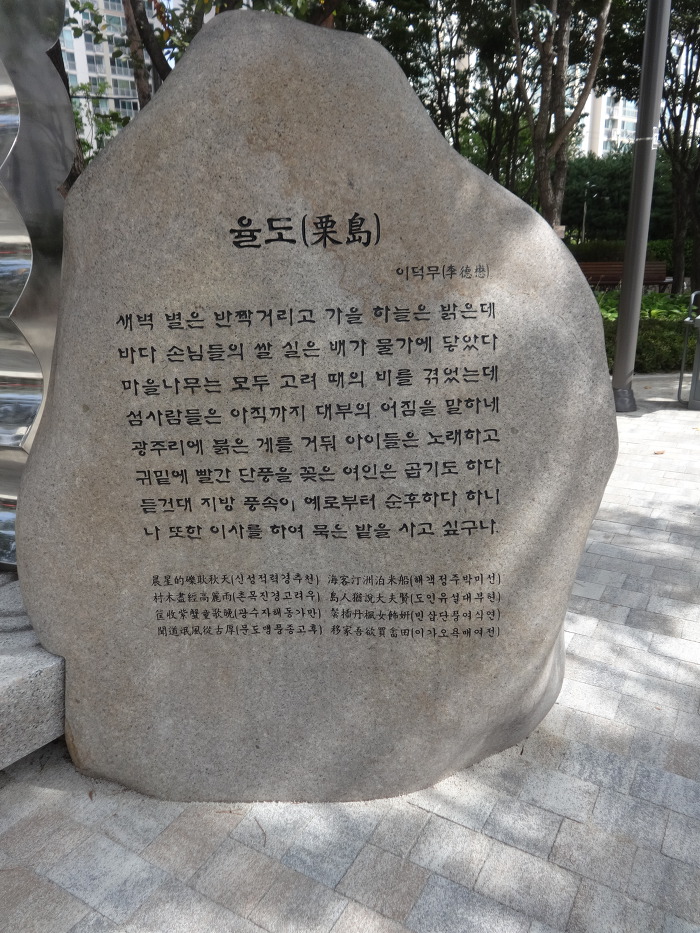 율도(栗島)
이덕무(李德懋)
새벽 별은 반짝거리고 가을 하늘은 밝은데
바다 손님들의 쌀 실은 배가 물가에 닿았다
마을나무는 모두 고려 때의 비를 겪었는데
섬사람들은 아직까지 대부의 어짊을 말하네
광주리에 붉은 게를 거둬 아이들은 노래하고
귀밑에 빨간 단풍을 꽂은 여인은 곱기도 하다
듣건대 지방 풍속이 예로부터 순후하다 하니
나 또한 이사를 하여 묵은 밭을 사고 싶구나.
晨星的皪耿秋天(신성적력경추천) 海客汀洲泊米船(해객정주박미선)
村木盡經高麗雨(촌목진경고려우) 島人猶說大夫賢(도인유설대부현)
筐收紫蟹童歌晩(광수자해동가만) 鬢揷丹楓女飾姸(빈삽단풍여식연)
聞道氓風從古厚(문도맹풍종고후) 移家吾欲買畬田(이가오욕매여전)